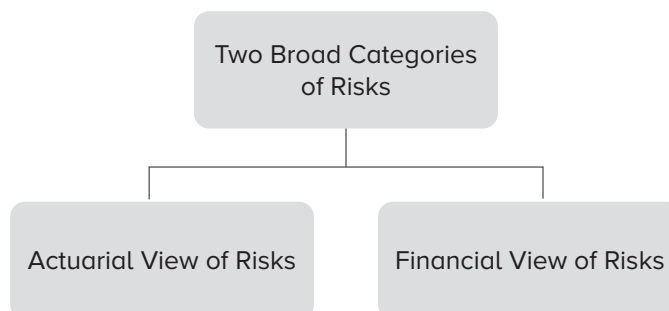 Two Broad Categories
of Risks
Actuarial View of Risks
Financial View of Risks